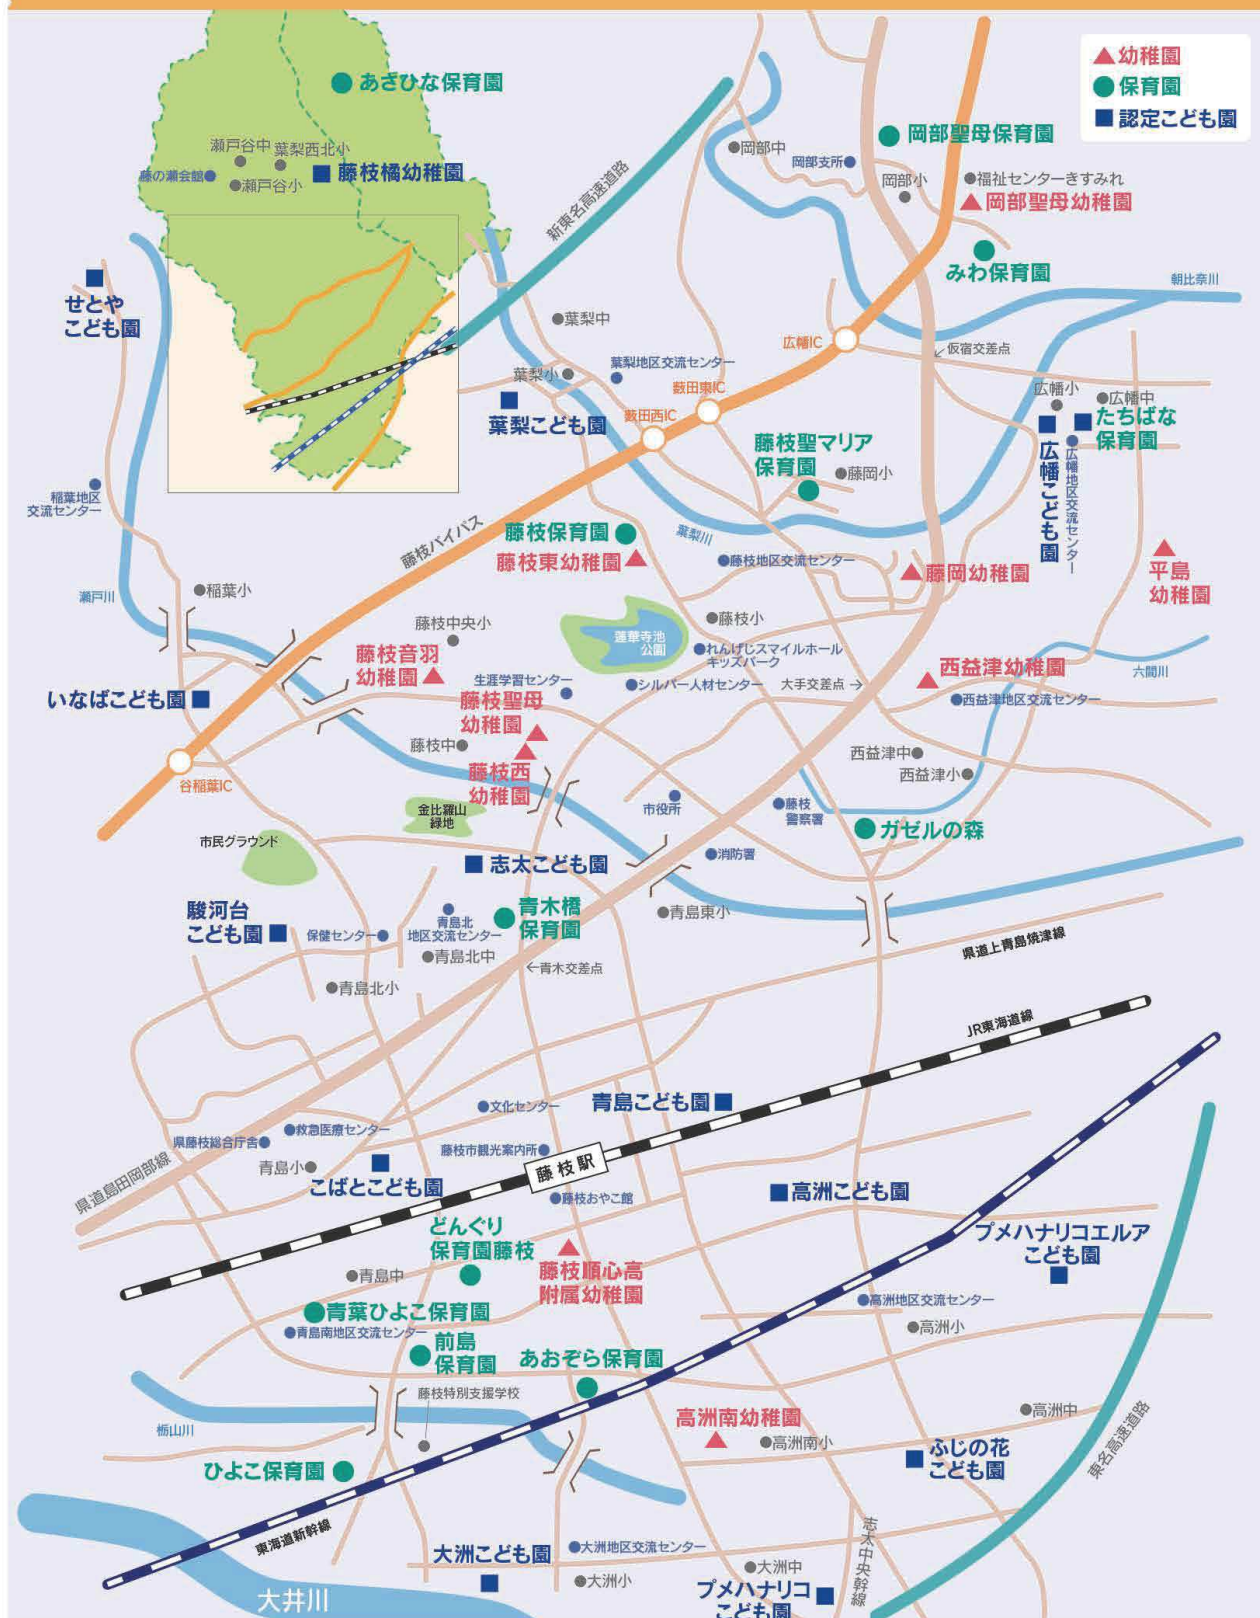 幼稚園
保育園
認定こども園
あさひな保育園
瀬戸谷中
葉梨西北小
藤の瀬会館
瀬戸谷小
藤枝橘幼稚園
新東名高速道路
岡部中
岡部支所
岡部聖母保育園
岡部小
福祉センターきすみれ
岡部聖母幼稚園
みわ保育園
朝比奈川
せとや
こども園
葉梨中
広幡IC
仮宿交差点
葉梨地区交流センター
葉梨小
藪田東IC
藪田西IC
葉梨こども園
広幡小
広幡中
たちばな
保育園
広幡こども園
広幡地区交流センター
藤枝聖マリア
保育園
藤岡小
稲葉地区
交流センター
藤枝バイパス
藤枝保育園
藤枝東幼稚園
葉梨川
藤枝地区交流センター
藤岡幼稚園
平島
幼稚園
瀬戸川
稲葉小
藤枝中央小
蓮華寺池
公園
藤枝小
れんげじスマイルホール
キッズパーク
藤枝音羽
幼稚園
生涯学習センター
シルバー人材センター
大手交差点→
西益津幼稚園
西益津地区交流センター
六間川
いなばこども園
藤枝聖母
幼稚園
藤枝中
藤枝西
幼稚園
西益津中
西益津小
谷稲葉IC
金比羅山
緑地
市役所
藤枝
警察署
ガゼルの森
市民グラウンド
志太こども園
消防署
駿河台
こども園
保健センター
青島北
地区交流センター
青木橋
保育園
青島東小
青島北中
←青木交差点
県道上青島焼津線
青島北小
JR東海道線
文化センター
青島こども園
救急医療センター
県藤枝総合庁舎
藤枝市観光案内所
藤枝駅
青島小
こばとこども園
県道島田岡部線
藤枝おやこ館
高洲こども園
どんぐり
保育園藤枝
プメハナリコエルア
こども園
青島中
藤枝順心高
附属幼稚園
高洲地区交流センター
青葉ひよこ保育園
青島南地区交流センター
高洲小
前島
保育園
あおぞら保育園
藤枝特別支援学校
栃山川
高洲南幼稚園
高洲南小
高洲中
東名高速道路
ふじの花
こども園
ひよこ保育園
東海道新幹線
大洲こども園
大洲地区交流センター
志太中央幹線
大洲中
大洲小
プメハナリコ
こども園
大井川